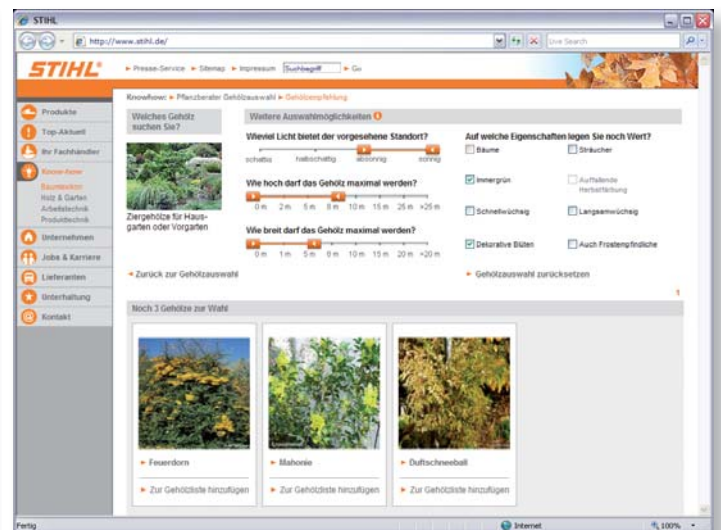 STIHL
http://www.stihl.de/
Live Search
STIHL®
Presse-Service Sitemap Impressum Suchbegriff Go
Knowhow: Pflanzberater Gehölzauswahl Gehölzempfehlung
Produkte
Top-Aktuell
Ihr Fachhändler
Know-how
Baumlexikon
Holz & Garten
Arbeitstechnik
Produkttechnik
Unternehmen
Jobs & Karriere
Lieferanten
Unterhaltung
Kontakt
Welches Gehölz
suchen Sie?
Ziergehölze für Haus-
garten oder Vorgarten
Weitere Auswahlmöglichkeiten
Wieviel Licht bietet der vorgesehene Standort?
schattig halbschattig absonnig sonnig
Wie hoch darf das Gehölz maximal werden?
0 m 2 m 5 m 8 m 10 m 15 m 25 m >25 m
Wie breit darf das Gehölz maximal werden?
0 m 1 m 5 m 8 m 10 m 15 m 20 m >20 m
Auf welche Eigenschaften legen Sie noch Wert?
Bäume Sträucher
Immergrün Auffallende
Herbstfärbung
Schnellwüchsig Langsamwüchsig
Dekorative Blüten Auch Frostempfindliche
Zurück zur Gehölzauswahl
Gehölzauswahl zurücksetzen
1
Noch 3 Gehölze zur Wahl
Feuerdorn Mahonie Duftschneeball
Zur Gehölzliste hinzufügen Zur Gehölzliste hinzufügen Zur Gehölzliste hinzufügen
Fertig Internet 100%